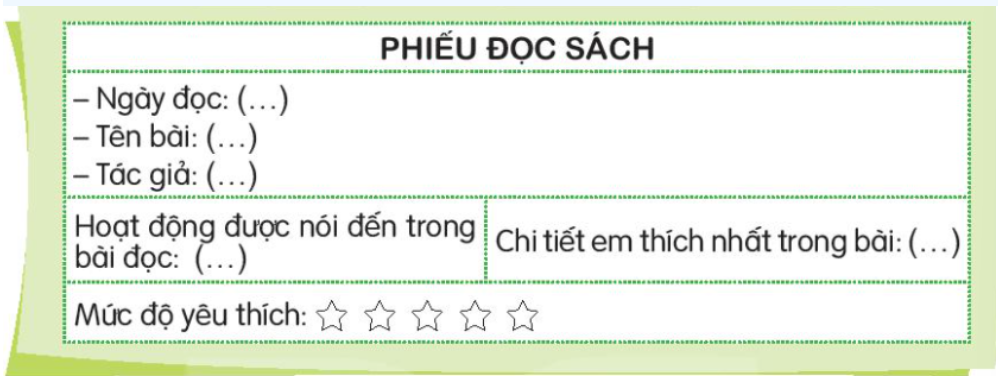 PHIẾU ĐỌC SÁCH
– Ngày đọc: (...)
– Tên bài: (...)
– Tác giả: (...)
Hoạt động được nói đến trong
bài đọc: (...)
Chi tiết em thích nhất trong bài: (...)
Mức độ yêu thích: